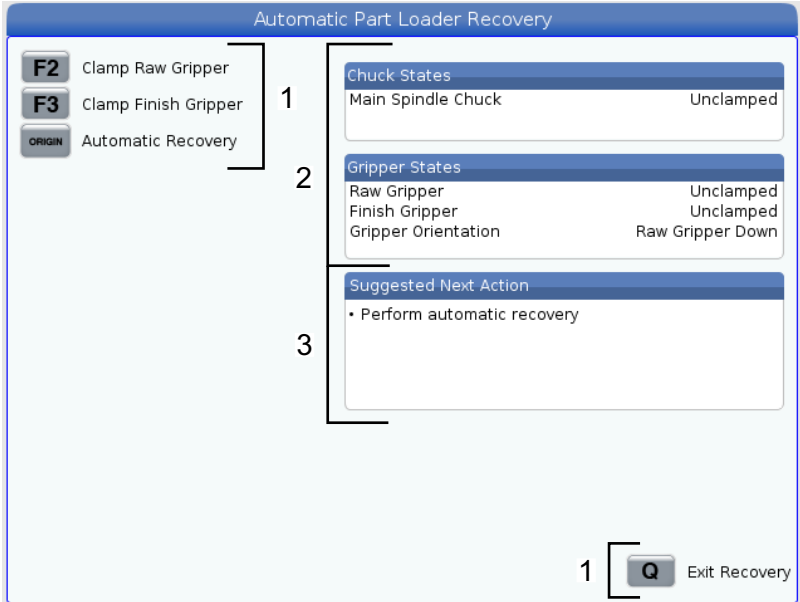 Automatic Part Loader Recovery
F2 Clamp Raw Gripper
F3 Clamp Finish Gripper
ORIGIN Automatic Recovery
1
2
Chuck States
Main Spindle Chuck Unclamped
Gripper States
Raw Gripper Unclamped
Finish Gripper Unclamped
Gripper Orientation Raw Gripper Down
3
Suggested Next Action
• Perform automatic recovery
1
Q Exit Recovery